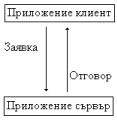 Приложение клиент
Заявка
Отговор
Приложение сървър